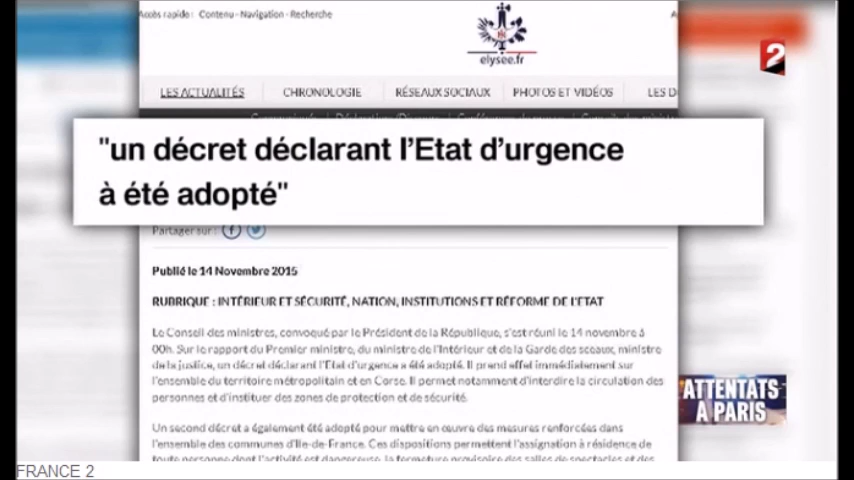 Accès rapide : Contenu - Navigation - Recherche
elysee.fr
2
LES ACTUALITÉS CHRONOLOGIE RÉSEAUX SOCIAUX PHOTOS ET VIDÉOS LES D
"un décret déclarant l'Etat d'urgence
à été adopté"
Partager sur :
Publié le 14 Novembre 2015
RUBRIQUE : INTÉRIEUR ET SÉCURITÉ, NATION, INSTITUTIONS ET RÉFORME DE L'ETAT
Le Conseil des ministres, convoqué par le Président de la République, s'est réuni le 14 novembre à
00h. Sur le rapport du Premier ministre, du ministre de l'Intérieur et de la Garde des sceaux, ministre
de la justice, un décret déclarant l'Etat d'urgence a été adopté. Il prend effet immédiatement sur
l'ensemble du territoire métropolitain et en Corse. Il permet notamment d'interdire la circulation des
personnes et d'instituer des zones de protection et de sécurité.
ATTENTATS
A PARIS
Un second décret a également été adopté pour mettre en œuvre des mesures renforcées dans
l'ensemble des communes d'Ile-de-France. Ces dispositions permettent l'assignation à résidence de
toute personne dont l'activité est dangereuse, la fermeture provisoire des salles de spectacles et des
FRANCE 2